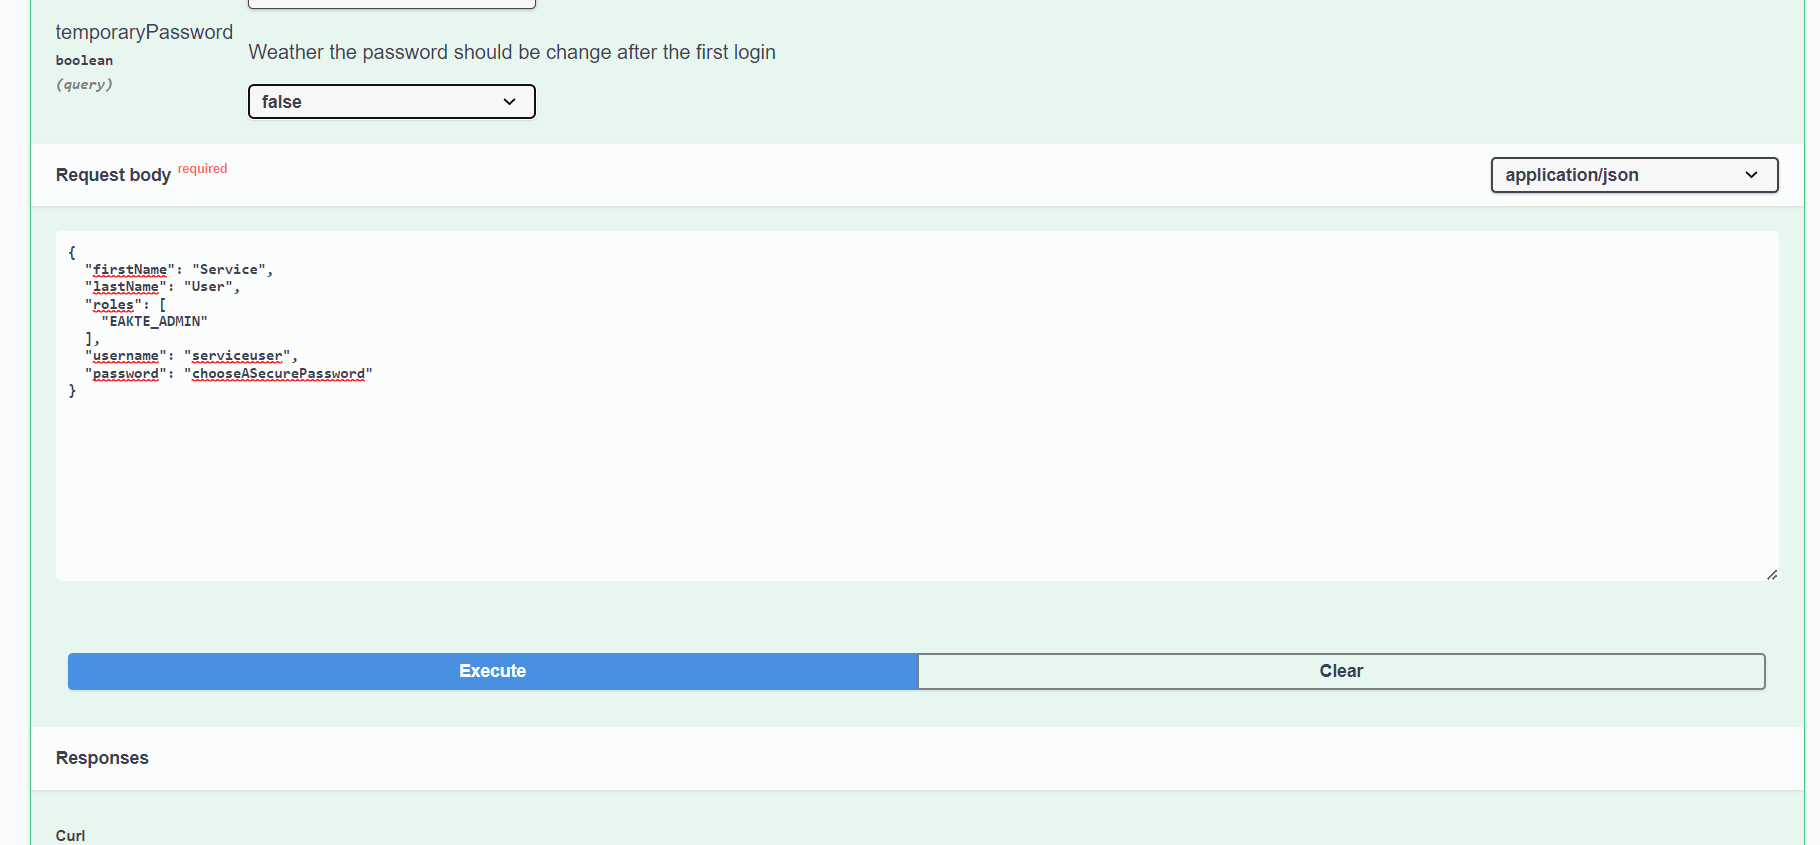 temporaryPassword
boolean
(query)
Weather the password should be change after the first login
false
Request body required
application/json
{
  "firstName": "Service",
  "lastName": "User",
  "roles": [
    "EAKTE_ADMIN"
  ],
  "username": "serviceuser",
  "password": "chooseASecurePassword"
}
Execute
Clear
Responses
Curl